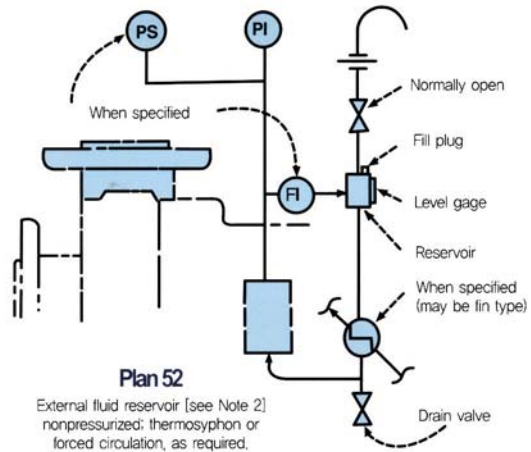 PS
PI
Normally open
When specified
Fill plug
FI
Level gage
Reservoir
When specified
(may be fin type)
Plan 52
External fluid reservoir [see Note 2]
nonpressurized; thermosyphon or
forced circulation, as required.
Drain valve